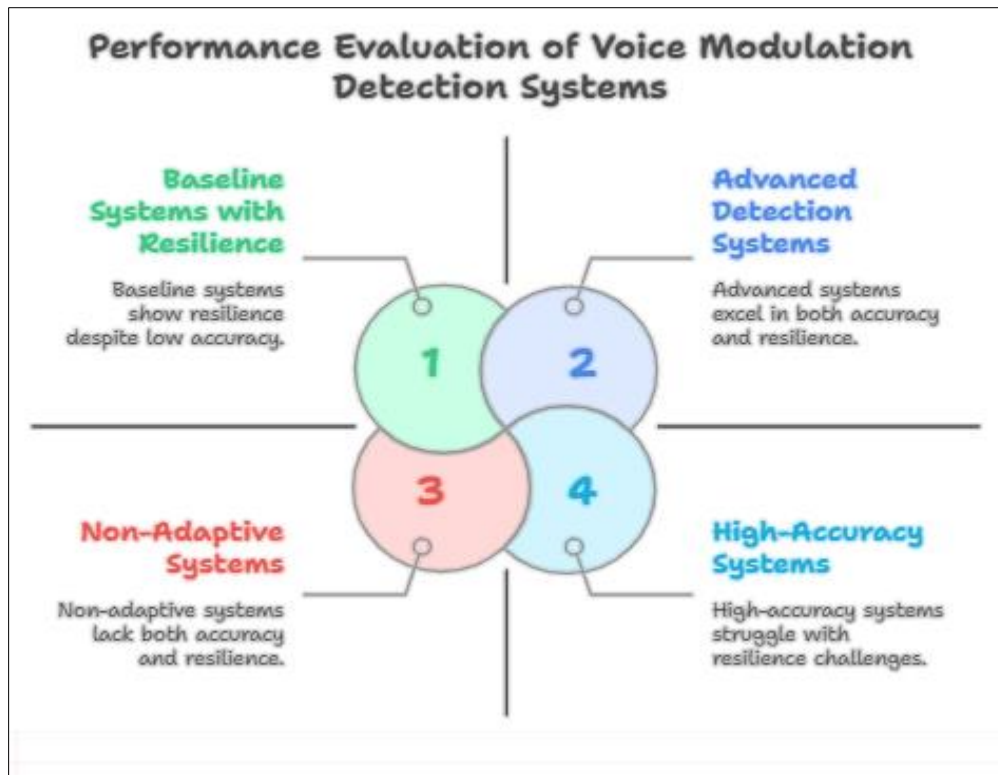 Performance Evaluation of Voice Modulation
Detection Systems
Baseline
Systems with
Resilience
Baseline systems
show resilience
despite low accuracy.
Advanced
Detection
Systems
Advanced systems
excel in both accuracy
and resilience.
1
2
3
4
Non-Adaptive
Systems
Non-adaptive systems
lack both accuracy
and resilience.
High-Accuracy
Systems
High-accuracy systems
struggle with
resilience challenges.